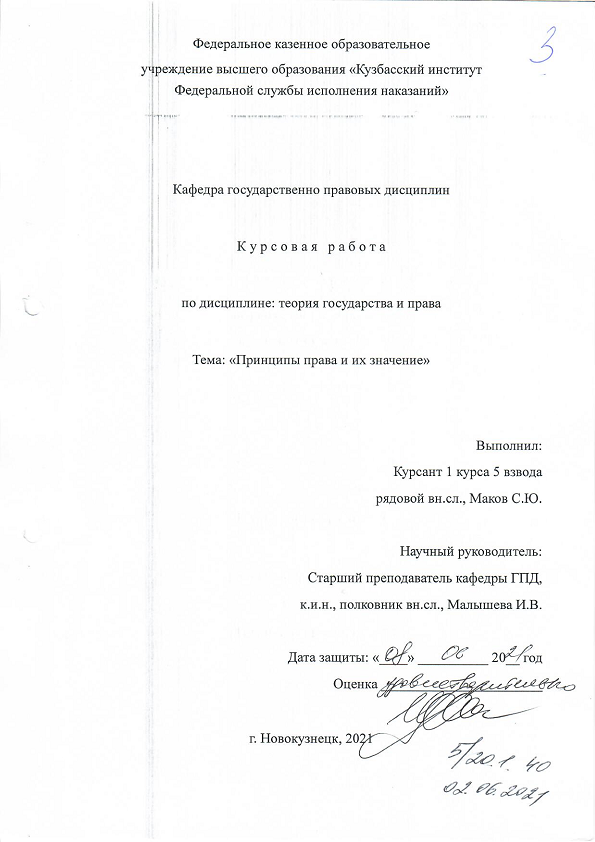 3
Федеральное казенное образовательное
учреждение высшего образования «Кузбасский институт
Федеральной службы исполнения наказаний»
Кафедра государственно правовых дисциплин
Курсовая работа
по дисциплине: теория государства и права
Тема: «Принципы права и их значение»
Выполнил:
Курсант 1 курса 5 взвода
рядовой вн.сл., Маков С.Ю.
Научный руководитель:
Старший преподаватель кафедры ГПД,
к.и.н., полковник вн.сл., Малышева И.В.
Дата защиты: «08» 06 2021 год
Оценка удовлетворительно
г. Новокузнецк, 2021
5/20.1.40
02.06.2021